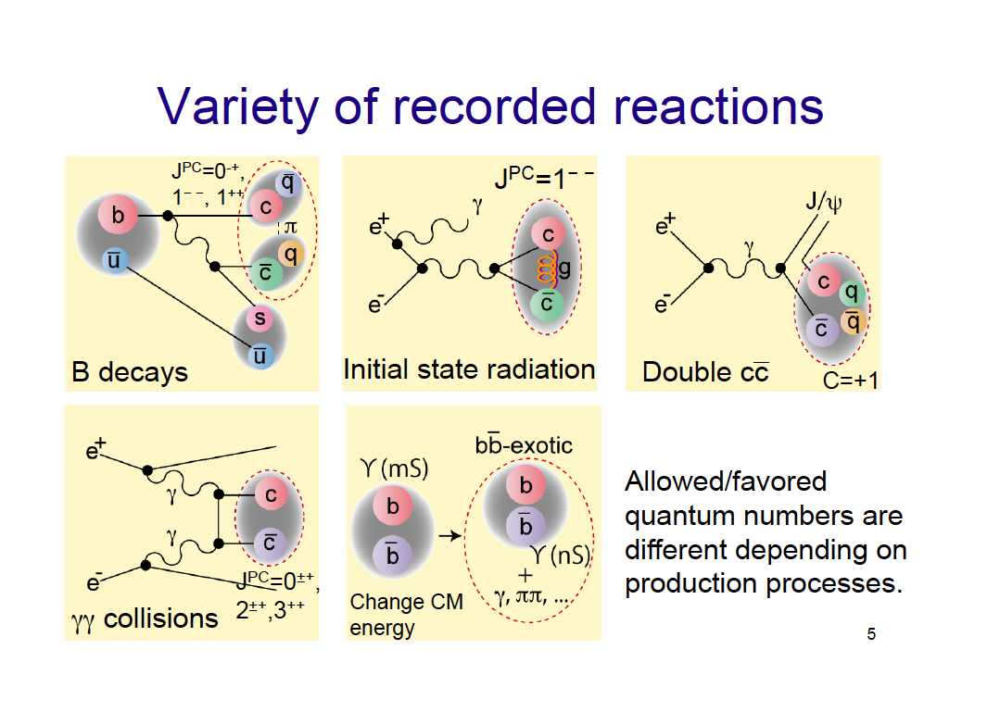 Variety of recorded reactions
J^PC=0^-+,
1^- -, 1^++
b
u̅
c
q̅
π
c̅
q
s
u̅
B decays
J^PC=1^- -
γ
e^+
e^-
c
g
c̅
Initial state radiation
J/ψ
e^+
γ
e^-
c
q
c̅
q̅
Double cc̅
C=+1
e^+
γ
γ
e^-
c
c̅
J^PC=0^±+,
2^±+,3^++
γγ collisions
bb̅-exotic
ϒ(mS)
b
b̅
b
b̅
ϒ(nS)
+
γ, ππ, ...
Change CM
energy
Allowed/favored
quantum numbers are
different depending on
production processes.
5